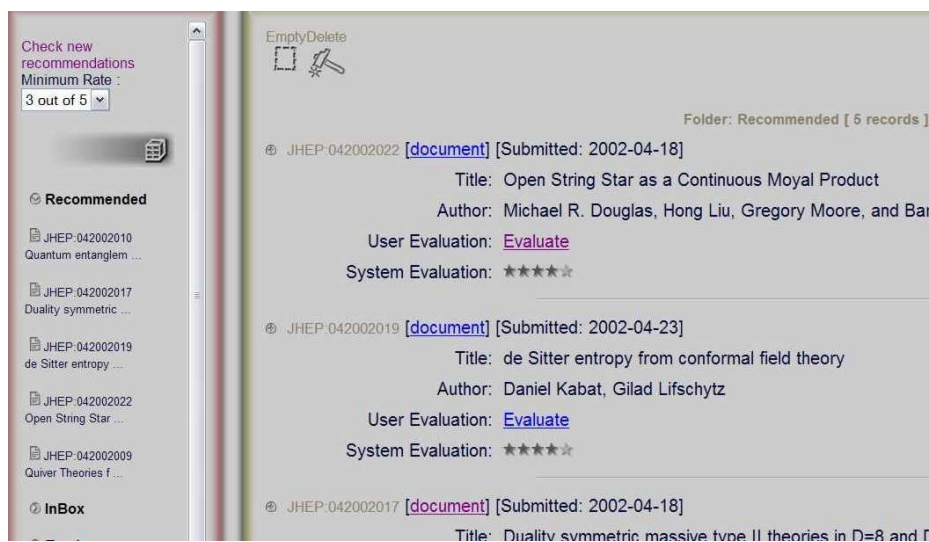 Check new
recommendations
Minimum Rate :
3 out of 5
Recommended
JHEP:042002010
Quantum entanglem ...
JHEP:042002017
Duality symmetric ...
JHEP:042002019
de Sitter entropy ...
JHEP:042002022
Open String Star ...
JHEP:042002009
Quiver Theories f ...
InBox
EmptyDelete
Folder: Recommended [ 5 records ]
JHEP:042002022 [document] [Submitted: 2002-04-18]
Title: Open String Star as a Continuous Moyal Product
Author: Michael R. Douglas, Hong Liu, Gregory Moore, and Bar
User Evaluation: Evaluate
System Evaluation: ★★★★☆
JHEP:042002019 [document] [Submitted: 2002-04-23]
Title: de Sitter entropy from conformal field theory
Author: Daniel Kabat, Gilad Lifschytz
User Evaluation: Evaluate
System Evaluation: ★★★★☆
JHEP:042002017 [document] [Submitted: 2002-04-18]
Title: Duality symmetric massive type II theories in D=8 and